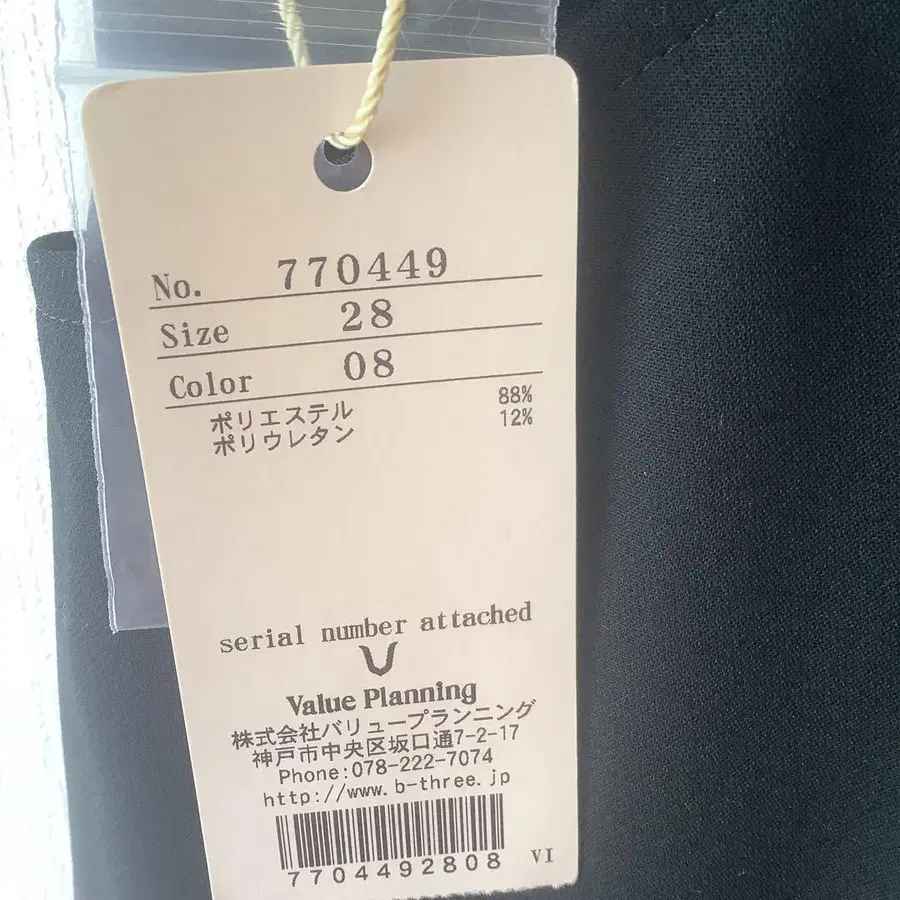 No. 770449
Size 28
Color 08
ポリエステル 88%
ポリウレタン 12%
serial number attached
Value Planning
株式会社バリュープランニング
神戸市中央区坂口通7-2-17
Phone:078-222-7074
http://www.b-three.jp
7704492808 VI